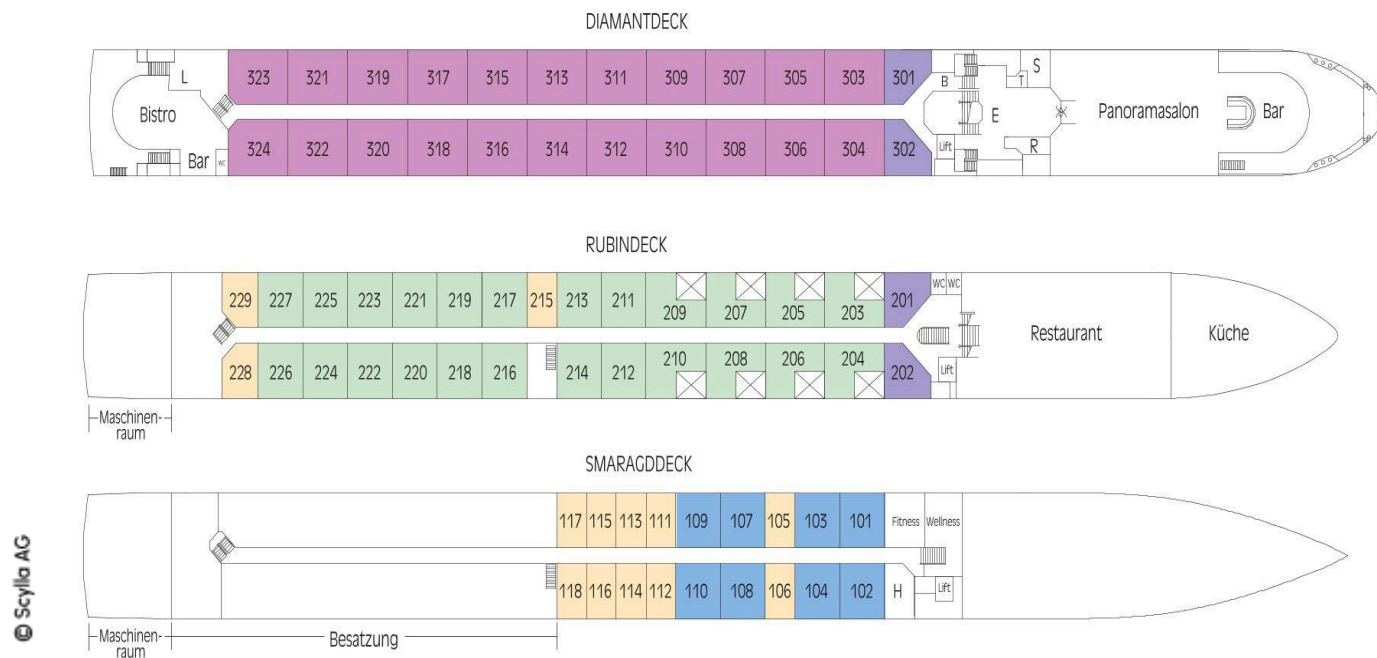 DIAMANTDECK
323 321 319 317 315 313 311 309 307 305 303 301
L B S T
Bistro E Panoramasalon Bar
324 322 320 318 316 314 312 310 308 306 304 302
Bar WC Lift R
RUBINDECK
229 227 225 223 221 219 217 215 213 211 209 207 205 203 201 WC WC
Restaurant Küche
228 226 224 222 220 218 216 214 212 210 208 206 204 202 Lift
Maschinen-
raum
SMARAGDDECK
117 115 113 111 109 107 105 103 101 Fitness Wellness
118 116 114 112 110 108 106 104 102 H Lift
Maschinen-
raum
Besatzung
© Scylla AG